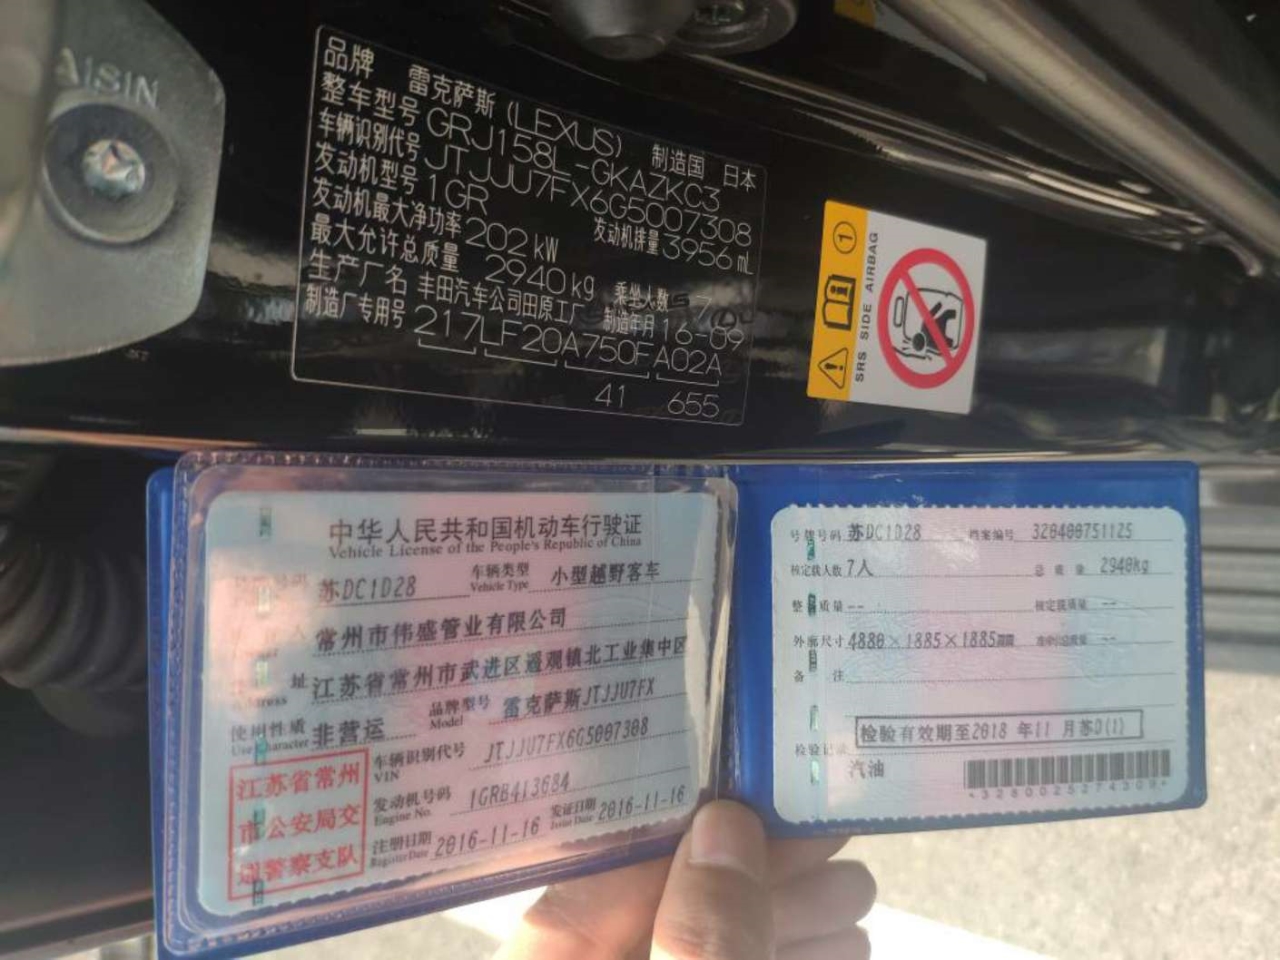 AISIN
品牌 雷克萨斯 (LEXUS) 制造国 日本
整车型号 GRJ158L-GKAZKC3
车辆识别代号 JTJJU7FX6G5007308
发动机型号 1GR 发动机排量 3956 mL
发动机最大净功率 202 kW
最大允许总质量 2940 kg 乘坐人数 7
生产厂名 丰田汽车公司田原工厂 制造年月 16-09
制造厂专用号 217LF20A750FA02A
41 655
SRS SIDE AIRBAG
中华人民共和国机动车行驶证
Vehicle License of the People's Republic of China
苏DC1D28 车辆类型 Vehicle Type 小型越野客车
常州市伟盛管业有限公司
址 江苏省常州市武进区遥观镇北工业集中区
使用性质 Use Character 非营运 品牌型号 Model 雷克萨斯JTJJU7FX
车辆识别代号 VIN JTJJU7FX6G5007308
发动机号码 Engine No. 1GRB413684
注册日期 Register Date 2016-11-16 发证日期 Issue Date 2016-11-16
江苏省常州
市公安局交
通警察支队
号牌号码 苏DC1D28 档案编号 320400751125
核定载人数 7人 总质量 2940kg
整备质量 -- 核定载质量 --
外廓尺寸 4880×1885×1885 --
备注
检验有效期至2018 年11 月苏D(1)
检验记录
汽油